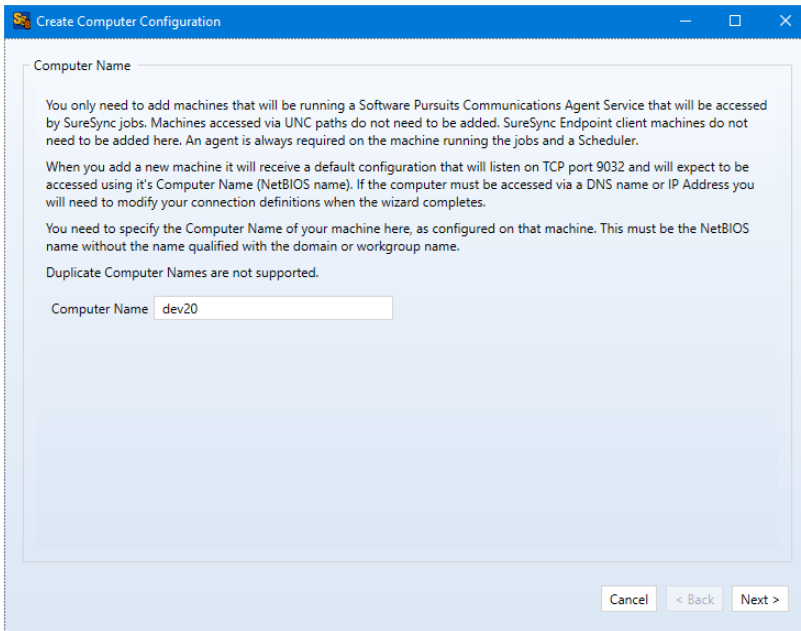 Create Computer Configuration
Computer Name
You only need to add machines that will be running a Software Pursuits Communications Agent Service that will be accessed
by SureSync jobs. Machines accessed via UNC paths do not need to be added. SureSync Endpoint client machines do not
need to be added here. An agent is always required on the machine running the jobs and a Scheduler.
When you add a new machine it will receive a default configuration that will listen on TCP port 9032 and will expect to be
accessed using it's Computer Name (NetBIOS name). If the computer must be accessed via a DNS name or IP Address you
will need to modify your connection definitions when the wizard completes.
You need to specify the Computer Name of your machine here, as configured on that machine. This must be the NetBIOS
name without the name qualified with the domain or workgroup name.
Duplicate Computer Names are not supported.
Computer Name dev20
Cancel < Back Next >